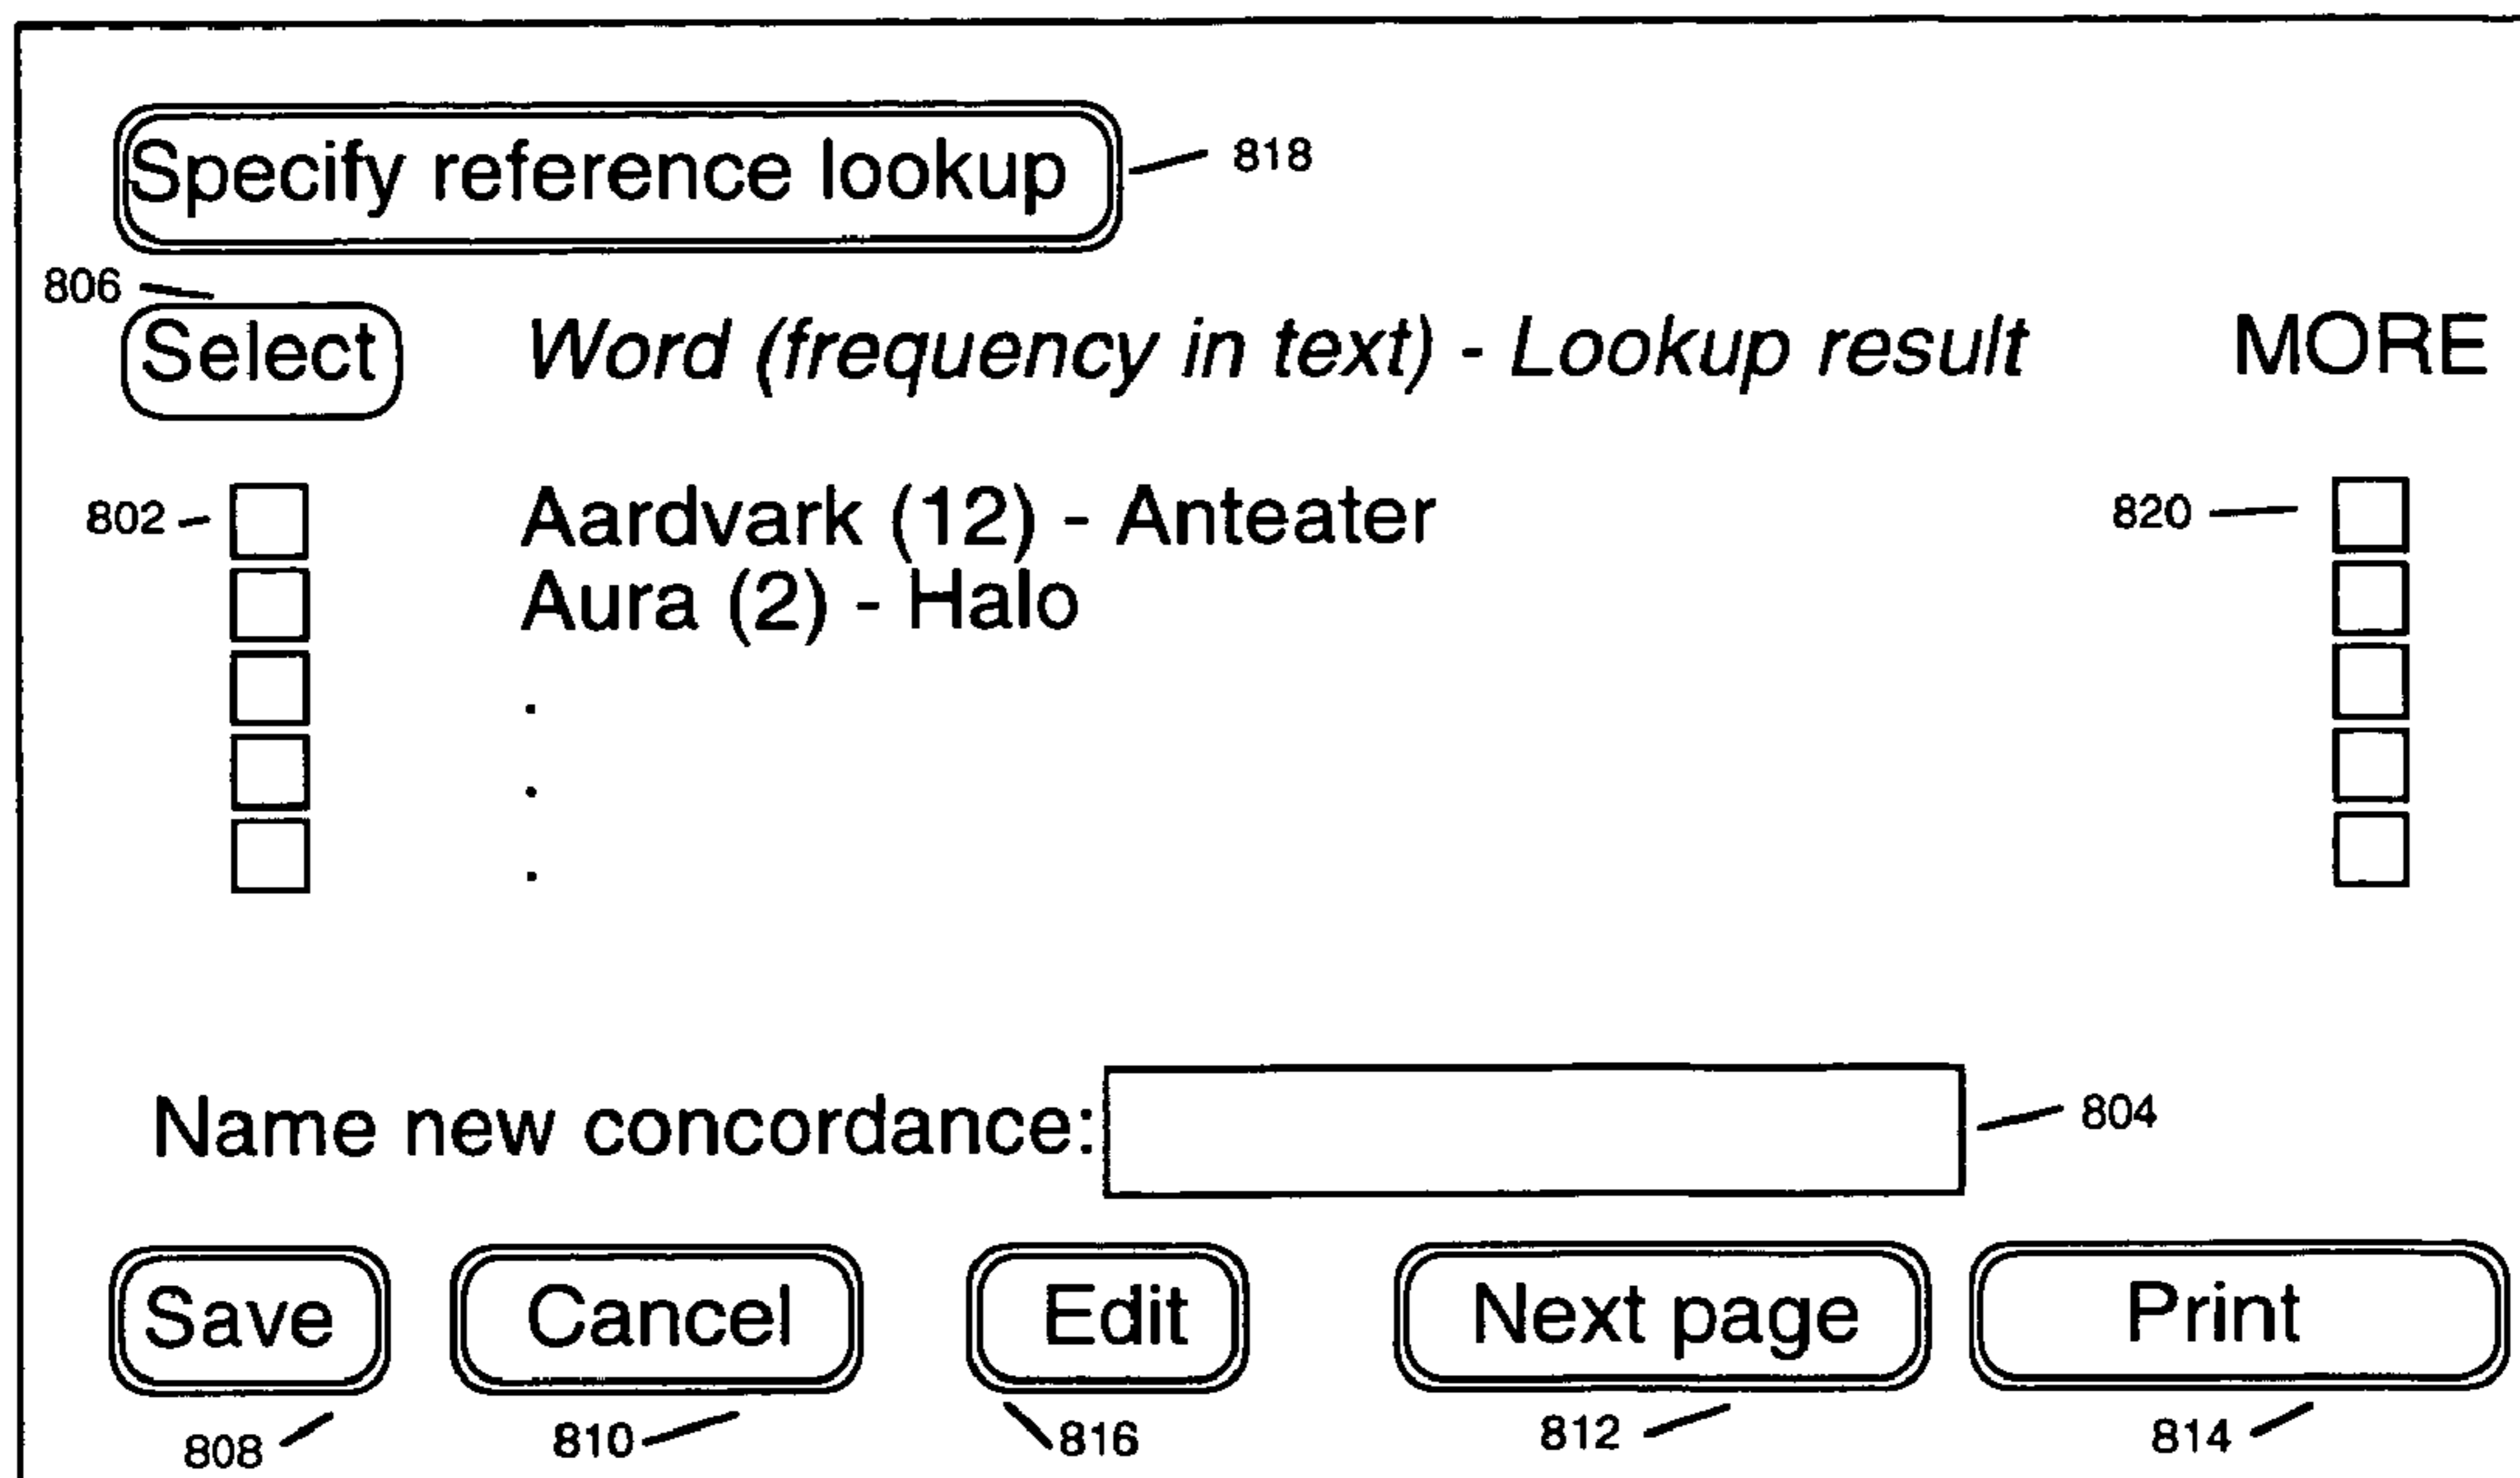 Specify reference lookup 818
806
Select Word (frequency in text) - Lookup result MORE
802 Aardvark (12) - Anteater 820
Aura (2) - Halo
.
.
.
Name new concordance: 804
Save Cancel Edit Next page Print
808 810 816 812 814